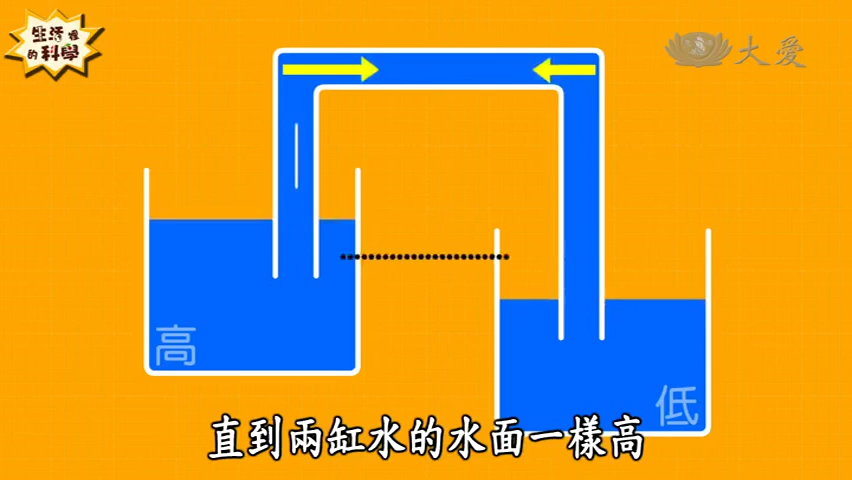 生活裡
的科學
大愛
高
低
直到兩缸水的水面一樣高